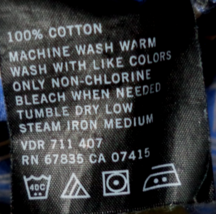 100% COTTON
MACHINE WASH WARM
WASH WITH LIKE COLORS
ONLY NON-CHLORINE
BLEACH WHEN NEEDED
TUMBLE DRY LOW
STEAM IRON MEDIUM
VDR 711 407
RN 67835 CA 07415
40C